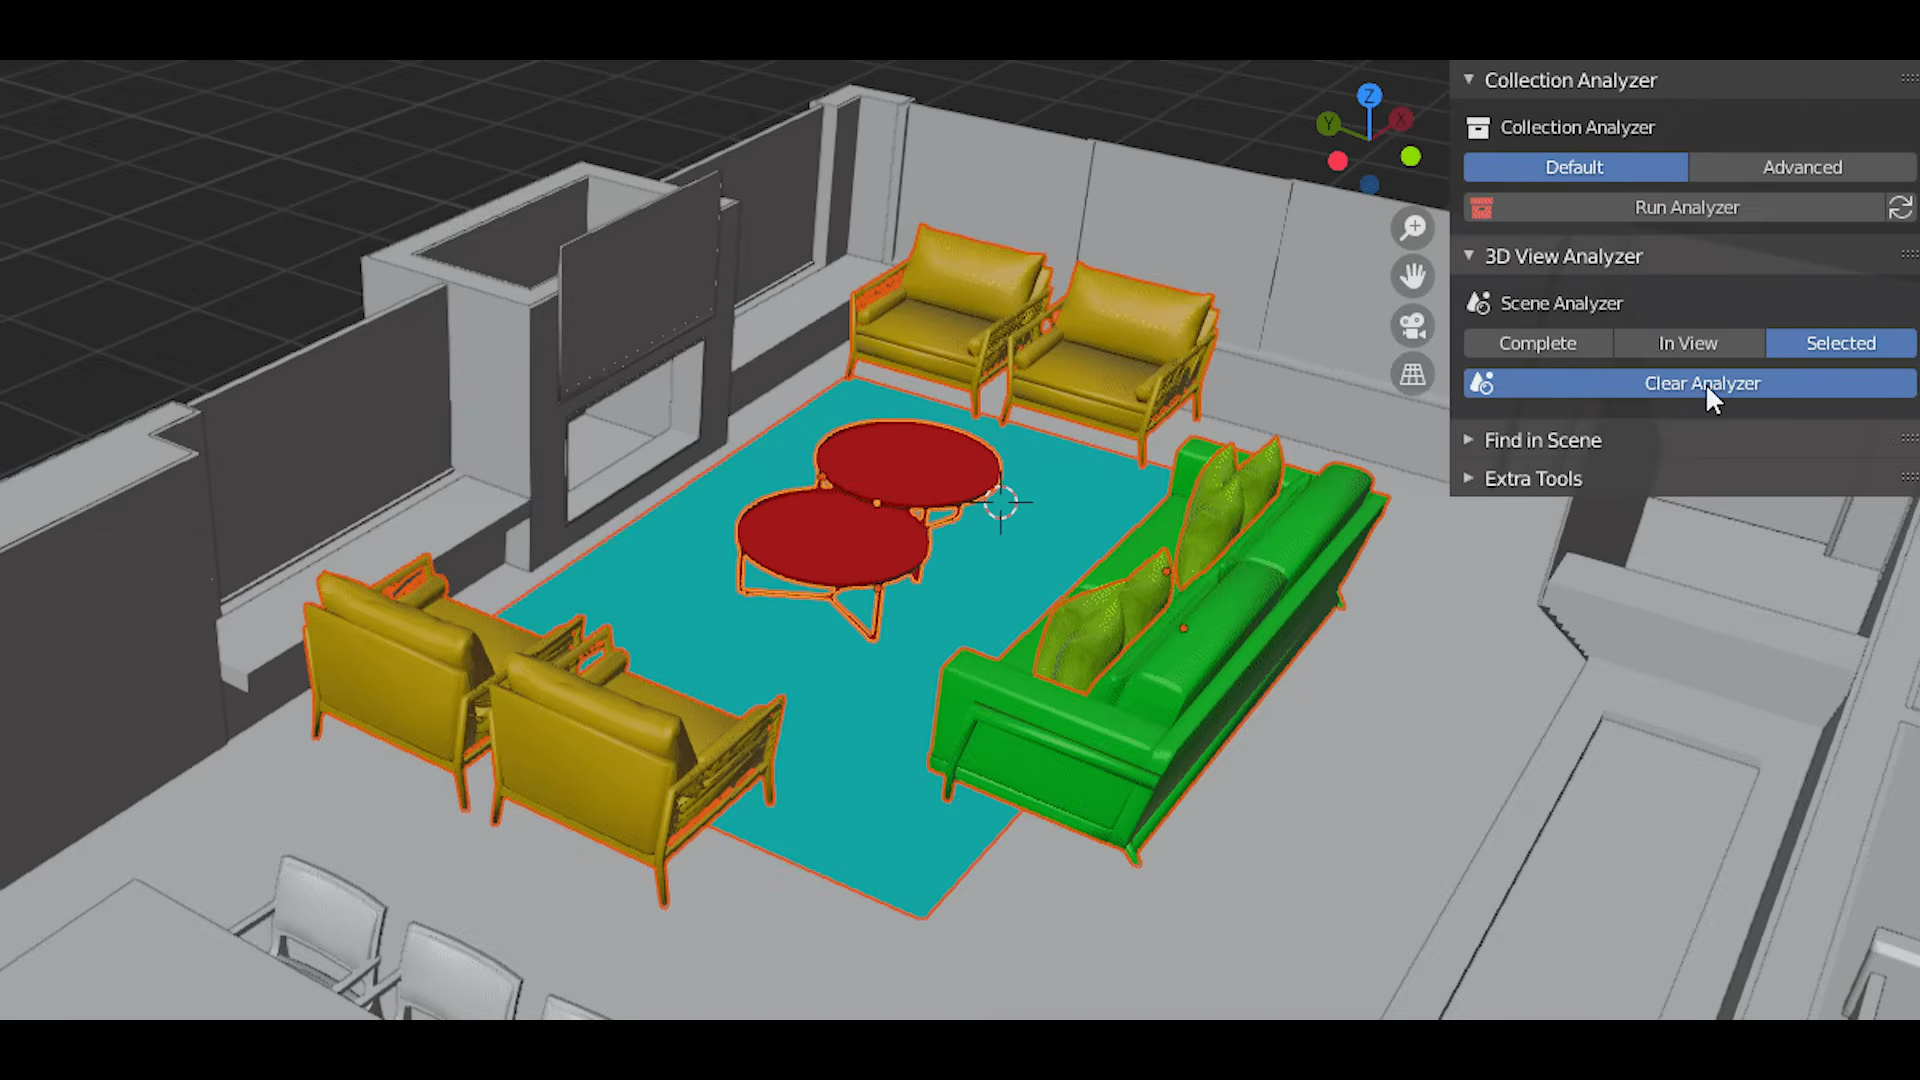 Z
Y
X
Collection Analyzer
Collection Analyzer
Default Advanced
Run Analyzer
3D View Analyzer
Scene Analyzer
Complete In View Selected
Clear Analyzer
Find in Scene
Extra Tools